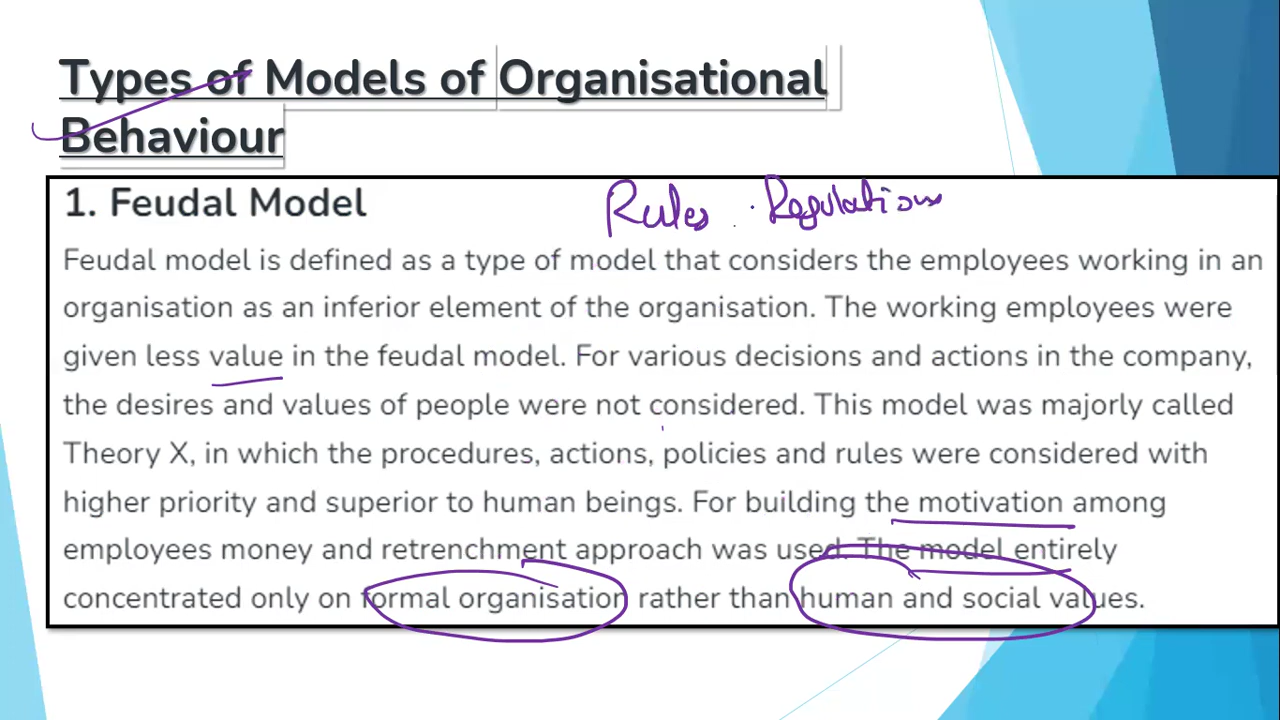 Types of Models of Organisational
Behaviour
1. Feudal Model
Rules . Regulations
Feudal model is defined as a type of model that considers the employees working in an
organisation as an inferior element of the organisation. The working employees were
given less value in the feudal model. For various decisions and actions in the company,
the desires and values of people were not considered. This model was majorly called
Theory X, in which the procedures, actions, policies and rules were considered with
higher priority and superior to human beings. For building the motivation among
employees money and retrenchment approach was used. The model entirely
concentrated only on formal organisation rather than human and social values.